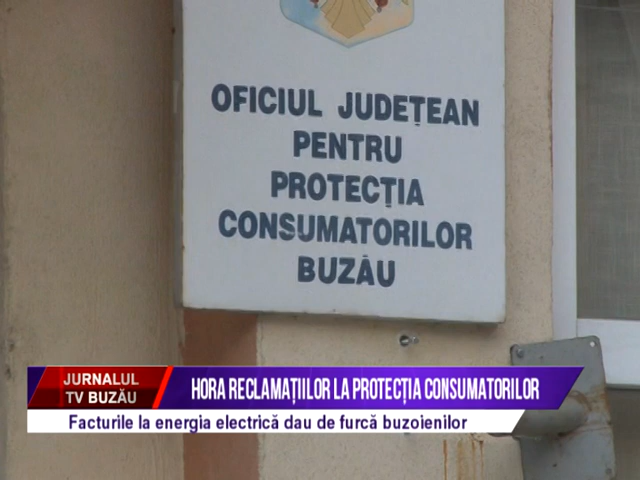 OFICIUL JUDEȚEAN
PENTRU
PROTECȚIA
CONSUMATORILOR
BUZĂU
JURNALUL
TV BUZĂU
HORA RECLAMAȚIILOR LA PROTECȚIA CONSUMATORILOR
Facturile la energia electrică dau de furcă buzoienilor